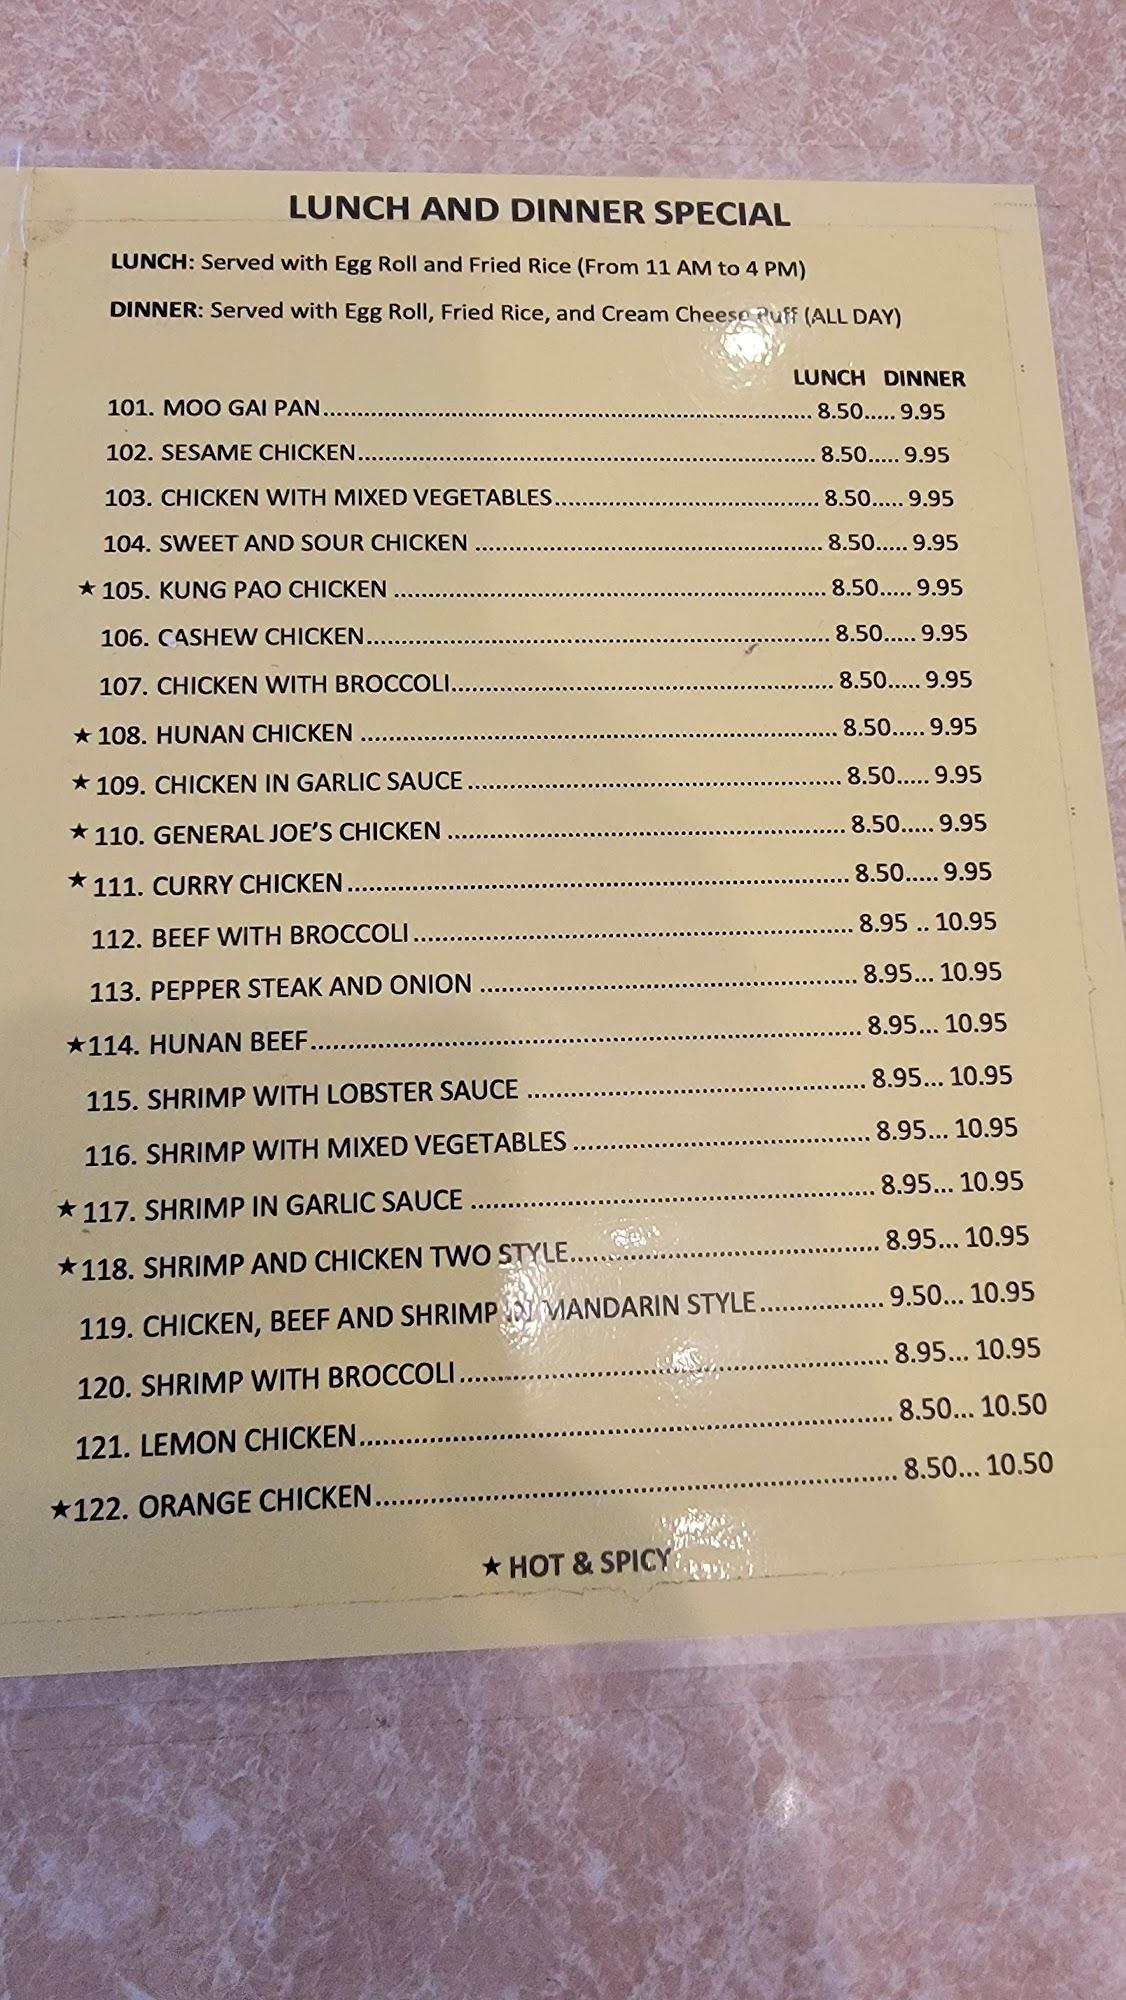 LUNCH AND DINNER SPECIAL
LUNCH: Served with Egg Roll and Fried Rice (From 11 AM to 4 PM)
DINNER: Served with Egg Roll, Fried Rice, and Cream Cheese Puff (ALL DAY)
LUNCH DINNER
101. MOO GAI PAN........ 8.50..... 9.95
102. SESAME CHICKEN........ 8.50..... 9.95
103. CHICKEN WITH MIXED VEGETABLES........ 8.50..... 9.95
104. SWEET AND SOUR CHICKEN ........ 8.50..... 9.95
★ 105. KUNG PAO CHICKEN ........ 8.50..... 9.95
106. CASHEW CHICKEN........ 8.50..... 9.95
107. CHICKEN WITH BROCCOLI........ 8.50..... 9.95
★ 108. HUNAN CHICKEN ........ 8.50..... 9.95
★ 109. CHICKEN IN GARLIC SAUCE ........ 8.50..... 9.95
★ 110. GENERAL JOE'S CHICKEN ........ 8.50..... 9.95
★ 111. CURRY CHICKEN ........ 8.50..... 9.95
112. BEEF WITH BROCCOLI ........ 8.95 .. 10.95
113. PEPPER STEAK AND ONION ........ 8.95... 10.95
★114. HUNAN BEEF........ 8.95... 10.95
115. SHRIMP WITH LOBSTER SAUCE ........ 8.95... 10.95
116. SHRIMP WITH MIXED VEGETABLES ........ 8.95... 10.95
★ 117. SHRIMP IN GARLIC SAUCE ........ 8.95... 10.95
★118. SHRIMP AND CHICKEN TWO STYLE........ 8.95... 10.95
119. CHICKEN, BEEF AND SHRIMP IN MANDARIN STYLE........ 9.50... 10.95
120. SHRIMP WITH BROCCOLI ........ 8.95... 10.95
121. LEMON CHICKEN........ 8.50... 10.50
★122. ORANGE CHICKEN........ 8.50... 10.50
★ HOT & SPICY